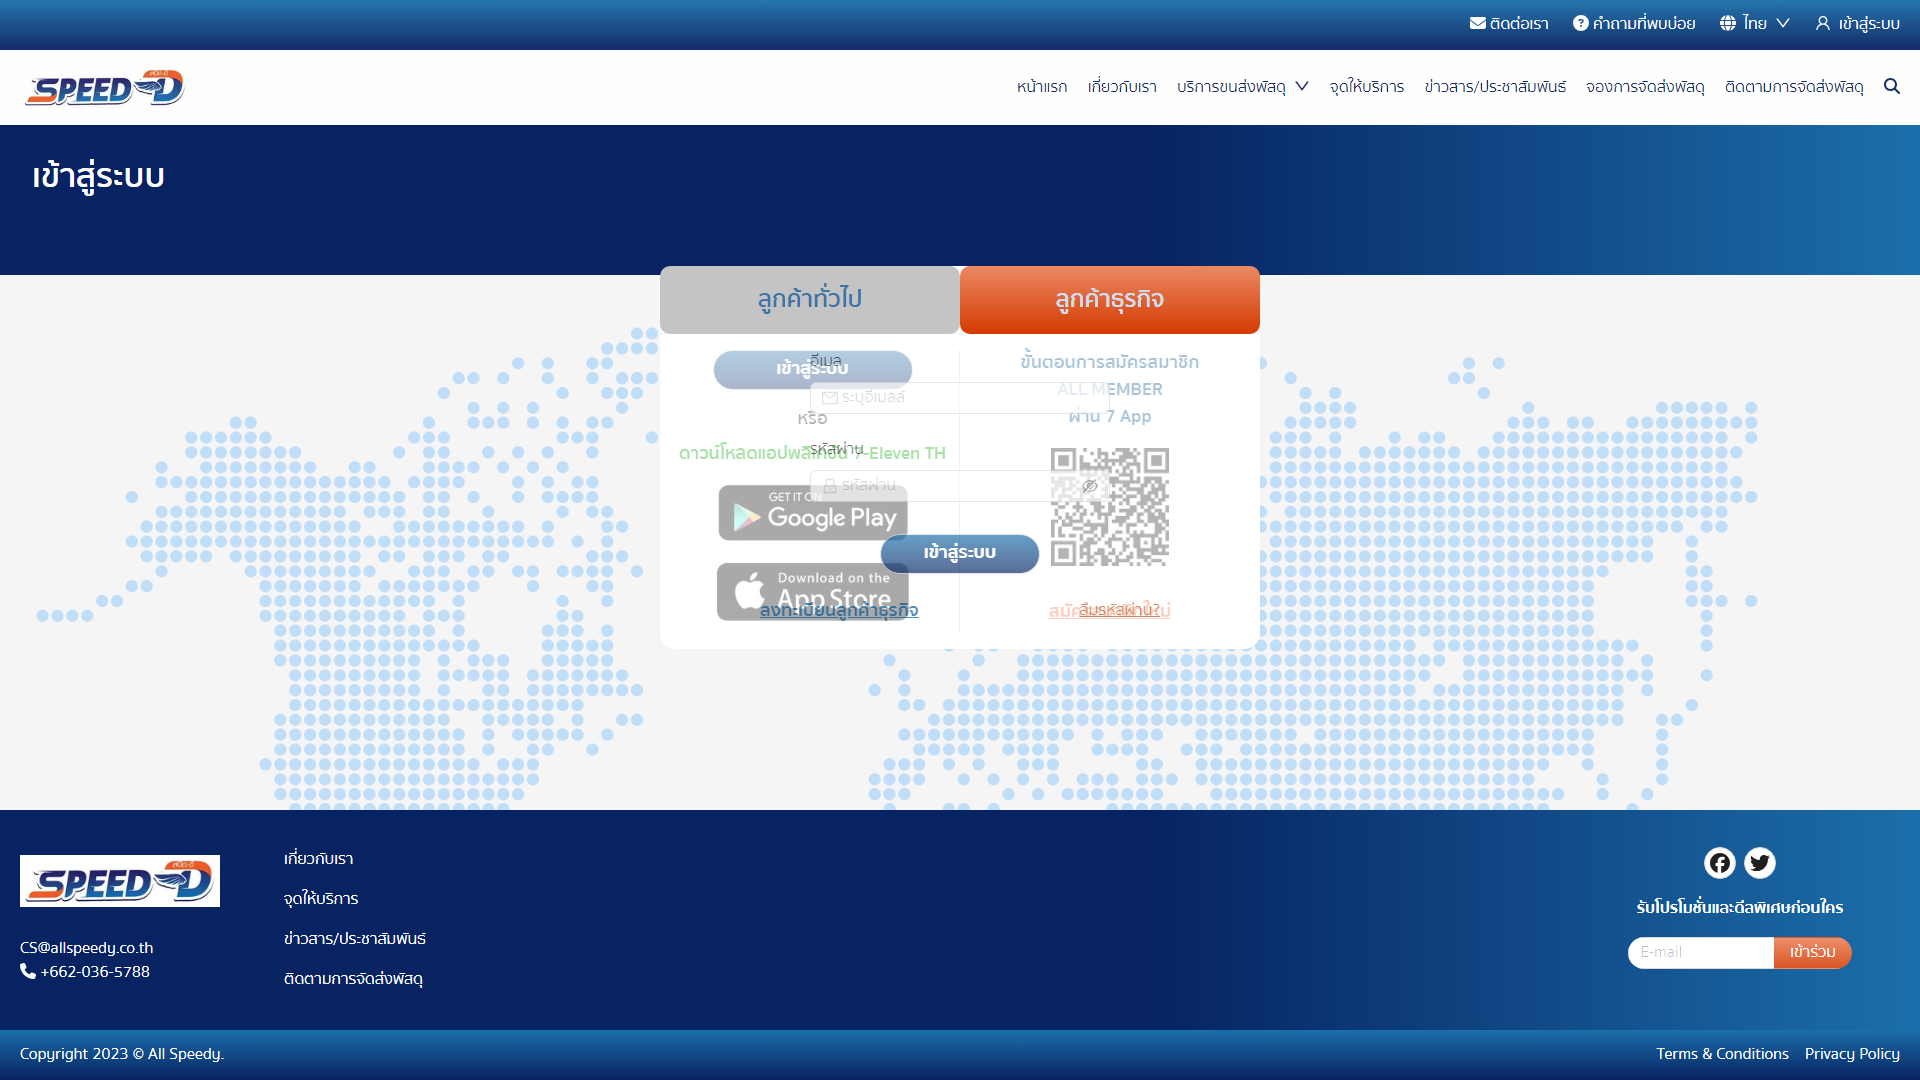 ติดต่อเรา
คำถามที่พบบ่อย
ไทย
เข้าสู่ระบบ
สปีด-ดี
SPEED-D
หน้าแรก
เกี่ยวกับเรา
บริการขนส่งพัสดุ
จุดให้บริการ
ข่าวสาร/ประชาสัมพันธ์
จองการจัดส่งพัสดุ
ติดตามการจัดส่งพัสดุ
เข้าสู่ระบบ
ลูกค้าทั่วไป
ลูกค้าธุรกิจ
เข้าสู่ระบบ
หรือ
ดาวน์โหลดแอปพลิเคชัน 7-Eleven TH
GET IT ON
Google Play
Download on the
App Store
ขั้นตอนการสมัครสมาชิก
ALL MEMBER
ผ่าน 7 App
อีเมล
ระบุอีเมลล์
รหัสผ่าน
รหัสผ่าน
เข้าสู่ระบบ
ลงทะเบียนลูกค้าธุรกิจ
ลืมรหัสผ่าน?
สปีด-ดี
SPEED-D
CS@allspeedy.co.th
+662-036-5788
เกี่ยวกับเรา
จุดให้บริการ
ข่าวสาร/ประชาสัมพันธ์
ติดตามการจัดส่งพัสดุ
รับโปรโมชั่นและดีลพิเศษก่อนใคร
E-mail
เข้าร่วม
Copyright 2023 © All Speedy.
Terms & Conditions
Privacy Policy